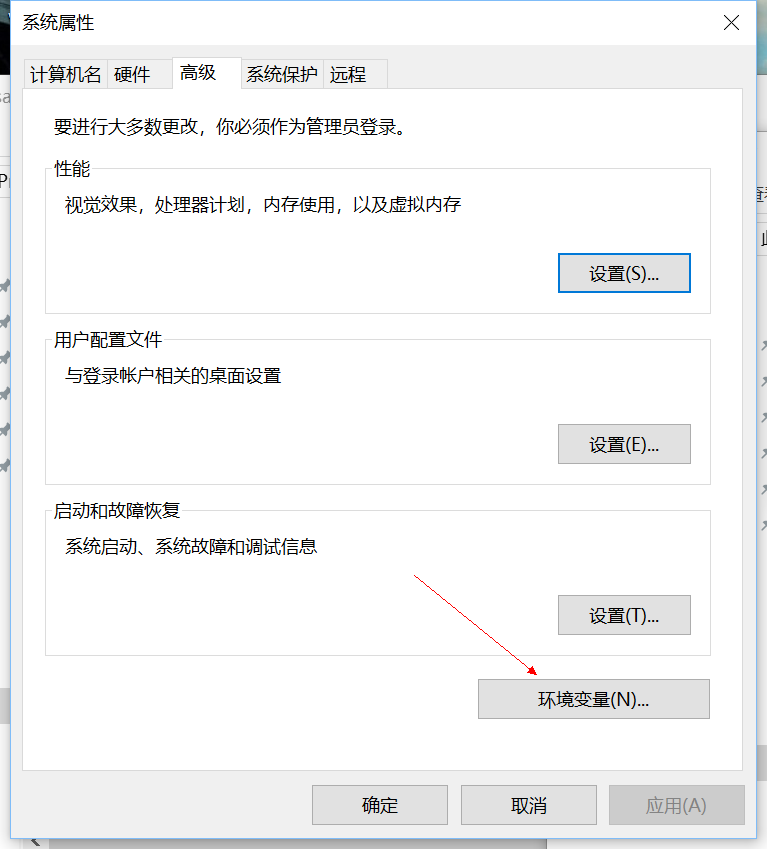 系统属性
计算机名 硬件 高级 系统保护 远程
要进行大多数更改，你必须作为管理员登录。
性能
视觉效果，处理器计划，内存使用，以及虚拟内存
设置(S)...
用户配置文件
与登录帐户相关的桌面设置
设置(E)...
启动和故障恢复
系统启动、系统故障和调试信息
设置(T)...
环境变量(N)...
确定 取消 应用(A)